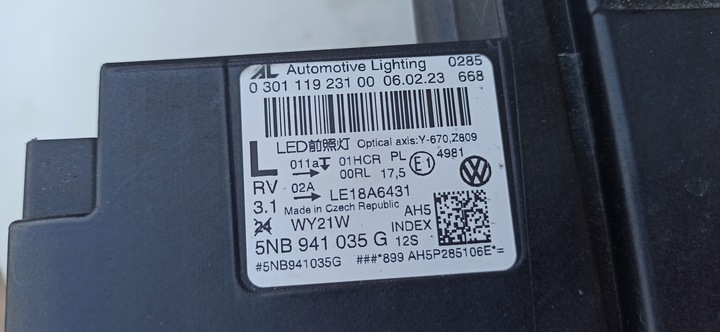 AL Automotive Lighting 0285
0 301 119 231 00 06.02.23 668
LED前照灯 Optical axis:Y-670,Z809
L 011a 01HCR PL E1 4981
00RL 17,5
RV 02A LE18A6431
3.1 Made in Czech Republic AH5
24 WY21W INDEX
5NB 941 035 G 12S
#5NB941035G ###*899 AH5P285106E*=